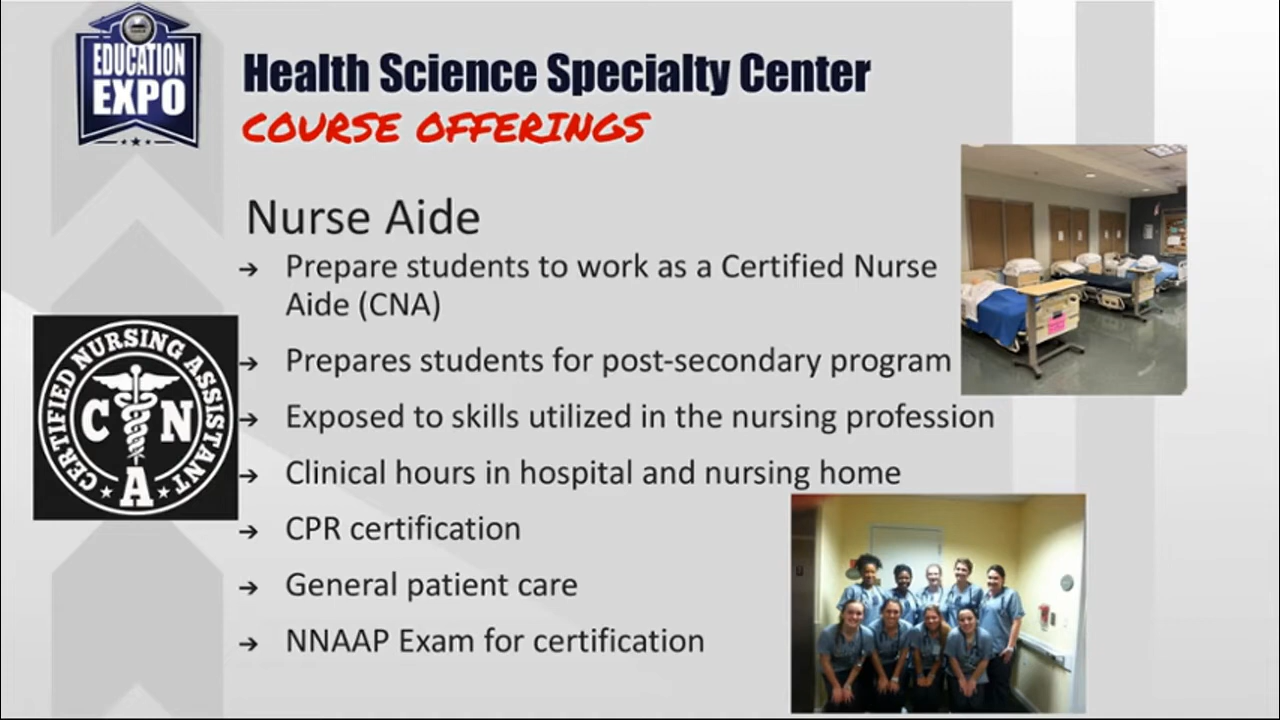 EDUCATION
EXPO
Health Science Specialty Center
COURSE OFFERINGS
Nurse Aide
➔ Prepare students to work as a Certified Nurse
Aide (CNA)
➔ Prepares students for post-secondary program
➔ Exposed to skills utilized in the nursing profession
➔ Clinical hours in hospital and nursing home
➔ CPR certification
➔ General patient care
➔ NNAAP Exam for certification
CERTIFIED NURSING ASSISTANT
CNA